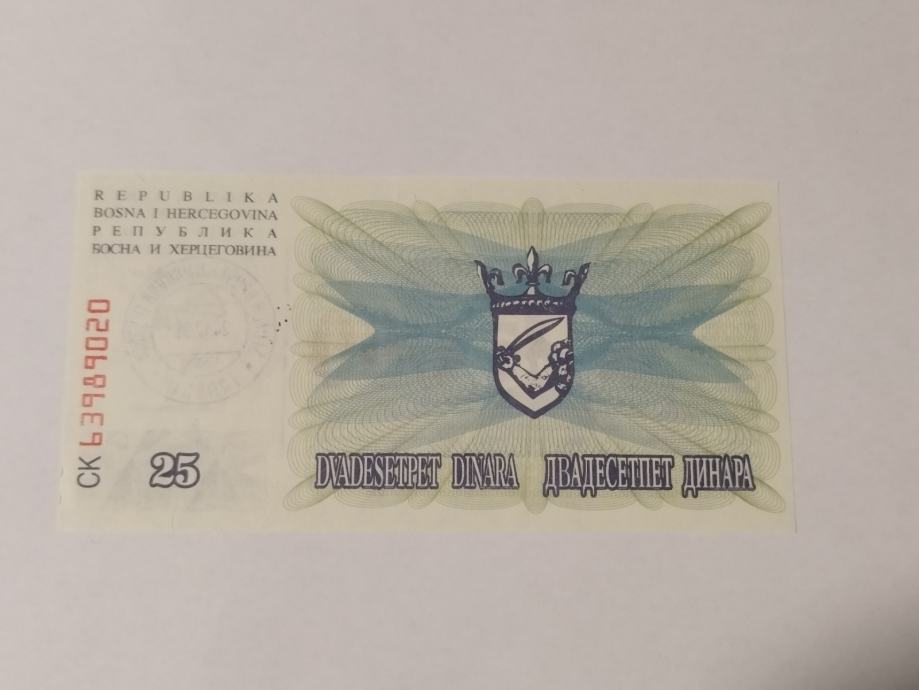 REPUBLIKA
BOSNA I HERCEGOVINA
РЕПУБЛИКА
БОСНА И ХЕРЦЕГОВИНА
CK 63989020
25
DVADESETPET DINARA ДВАДЕСЕТПЕТ ДИНАРА